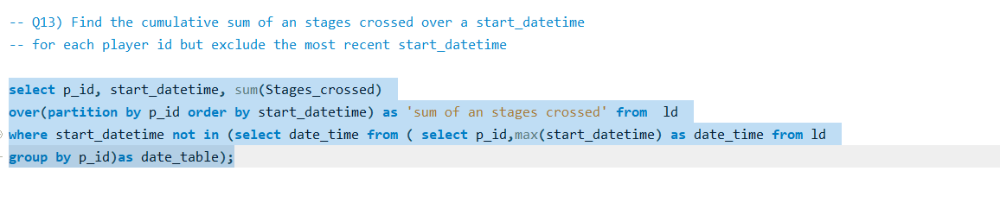 -- Q13) Find the cumulative sum of an stages crossed over a start_datetime
-- for each player id but exclude the most recent start_datetime
select p_id, start_datetime, sum(Stages_crossed)
over(partition by p_id order by start_datetime) as 'sum of an stages crossed' from  ld
where start_datetime not in (select date_time from ( select p_id,max(start_datetime) as date_time from ld
group by p_id)as date_table);